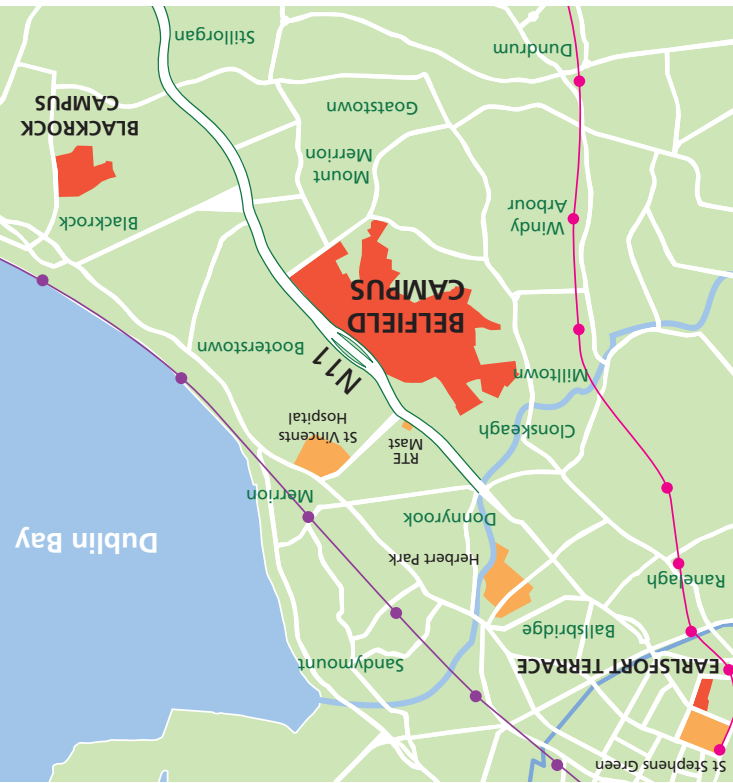 St Stephens Green
EARLSFORT TERRACE
Sandymount
Ballsbridge
Ranelagh
Herbert Park
Dublin Bay
Donnyrook
Merrion
RTE
Mast
St Vincents
Hospital
Clonskeagh
Milltown
N11
Booterstown
BELFIELD
CAMPUS
Windy
Arbour
Blackrock
Mount
Merrion
BLACKROCK
CAMPUS
Goatstown
Dundrum
Stillorgan